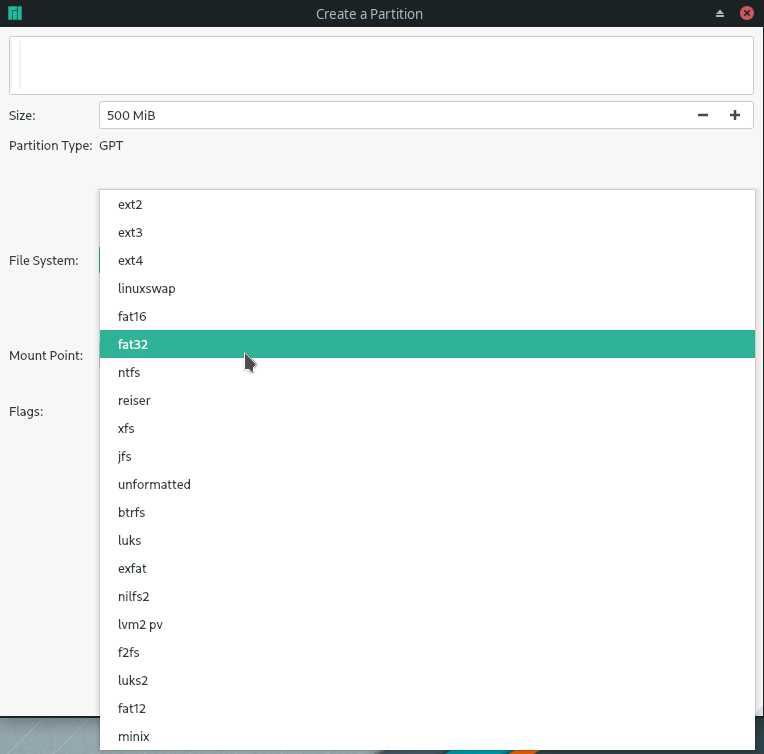 Create a Partition
Size:
500 MiB
Partition Type: GPT
ext2
ext3
File System:
ext4
linuxswap
fat16
fat32
Mount Point:
ntfs
reiser
Flags:
xfs
jfs
unformatted
btrfs
luks
exfat
nilfs2
lvm2 pv
f2fs
luks2
fat12
minix